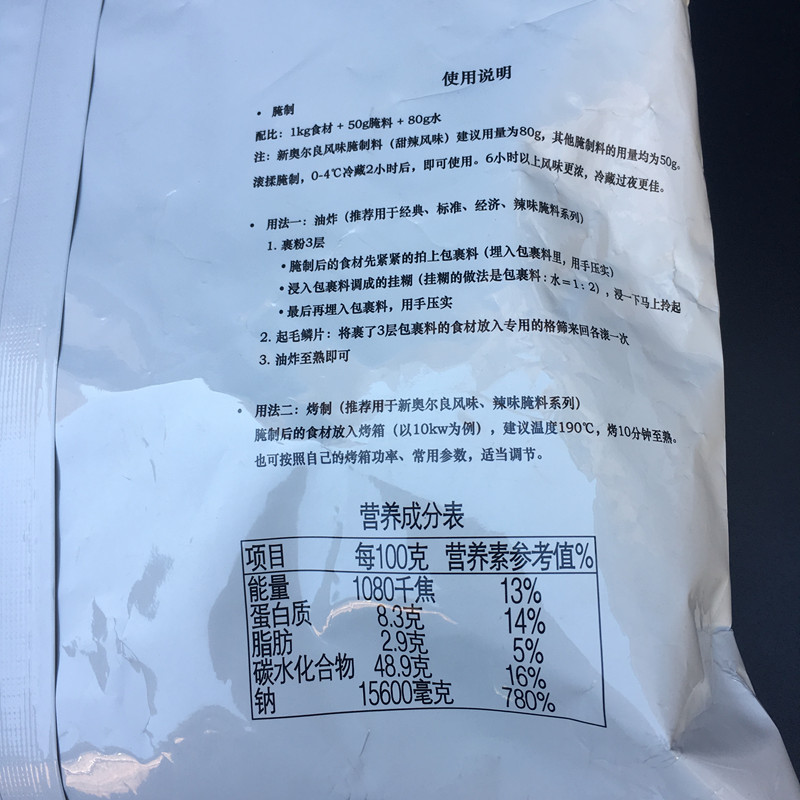 使用说明
• 腌制
配比：1kg食材 + 50g腌料 + 80g水
注：新奥尔良风味腌制料（甜辣风味）建议用量为80g，其他腌制料的用量均为50g。
滚揉腌制，0-4℃冷藏2小时后，即可使用。6小时以上风味更浓，冷藏过夜更佳。
• 用法一：油炸（推荐用于经典、标准、经济、辣味腌料系列）
1. 裹粉3层
• 腌制后的食材先紧紧的拍上包裹料（埋入包裹料里，用手压实）
• 浸入包裹料调成的挂糊（挂糊的做法是包裹料：水＝1：2），浸一下马上拎起
• 最后再埋入包裹料，用手压实
2. 起毛鳞片：将裹了3层包裹料的食材放入专用的格筛来回各滚一次
3. 油炸至熟即可
• 用法二：烤制（推荐用于新奥尔良风味、辣味腌料系列）
腌制后的食材放入烤箱（以10kw为例），建议温度190℃，烤10分钟至熟。
也可按照自己的烤箱功率、常用参数，适当调节。
营养成分表
项目 每100克 营养素参考值%
能量 1080千焦 13%
蛋白质 8.3克 14%
脂肪 2.9克 5%
碳水化合物 48.9克 16%
钠 15600毫克 780%